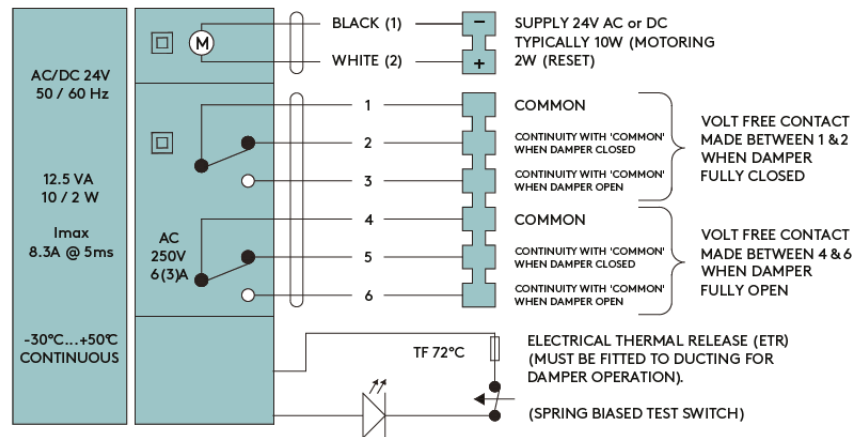 AC/DC 24V
50 / 60 Hz
12.5 VA
10 / 2 W
Imax
8.3A @ 5ms
-30°C...+50°C
CONTINUOUS
M
AC
250V
6(3)A
BLACK (1)
WHITE (2)
–
+
SUPPLY 24V AC or DC
TYPICALLY 10W (MOTORING
2W (RESET)
1
COMMON
2
CONTINUITY WITH 'COMMON'
WHEN DAMPER CLOSED
3
CONTINUITY WITH 'COMMON'
WHEN DAMPER OPEN
VOLT FREE CONTACT
MADE BETWEEN 1 & 2
WHEN DAMPER
FULLY CLOSED
4
COMMON
5
CONTINUITY WITH 'COMMON'
WHEN DAMPER CLOSED
6
CONTINUITY WITH 'COMMON'
WHEN DAMPER OPEN
VOLT FREE CONTACT
MADE BETWEEN 4 & 6
WHEN DAMPER
FULLY OPEN
TF 72°C
ELECTRICAL THERMAL RELEASE (ETR)
(MUST BE FITTED TO DUCTING FOR
DAMPER OPERATION).
(SPRING BIASED TEST SWITCH)